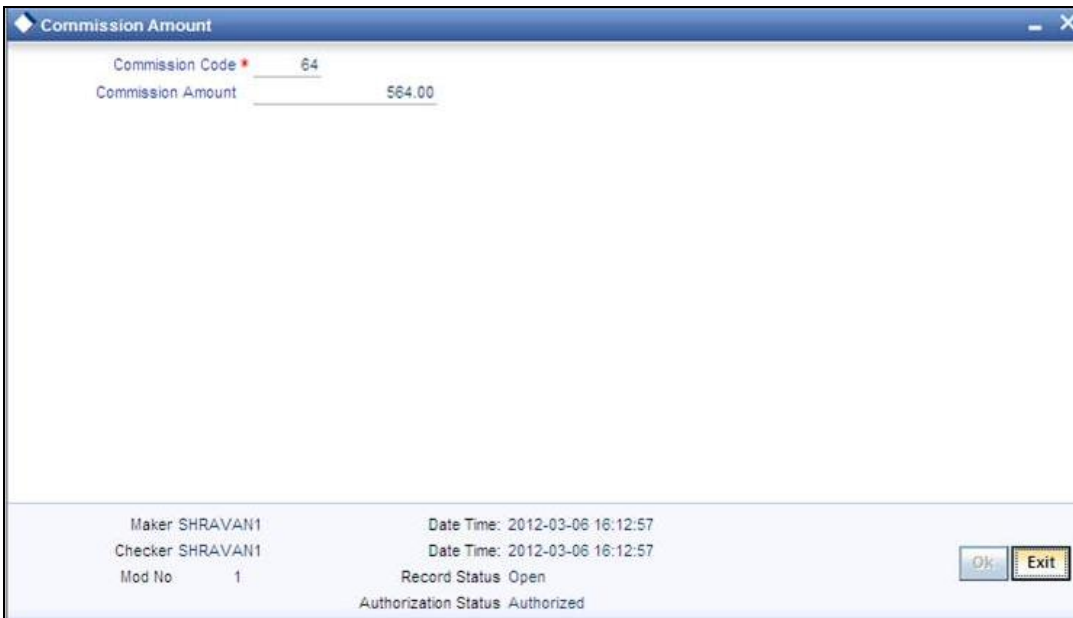 Commission Amount
Commission Code * 64
Commission Amount 564.00
Maker SHRAVAN1 Date Time: 2012-03-06 16:12:57
Checker SHRAVAN1 Date Time: 2012-03-06 16:12:57
Mod No 1 Record Status Open
Authorization Status Authorized
Ok Exit